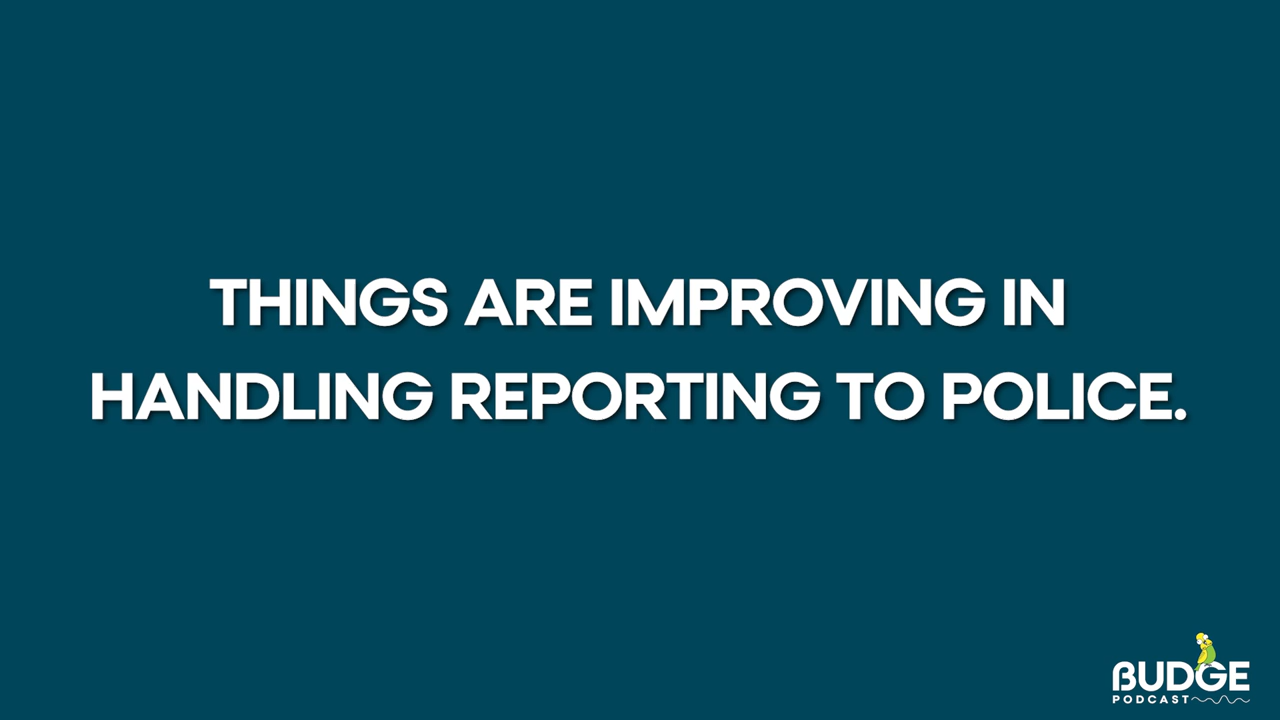 THINGS ARE IMPROVING IN
HANDLING REPORTING TO POLICE.
BUDGE
PODCAST